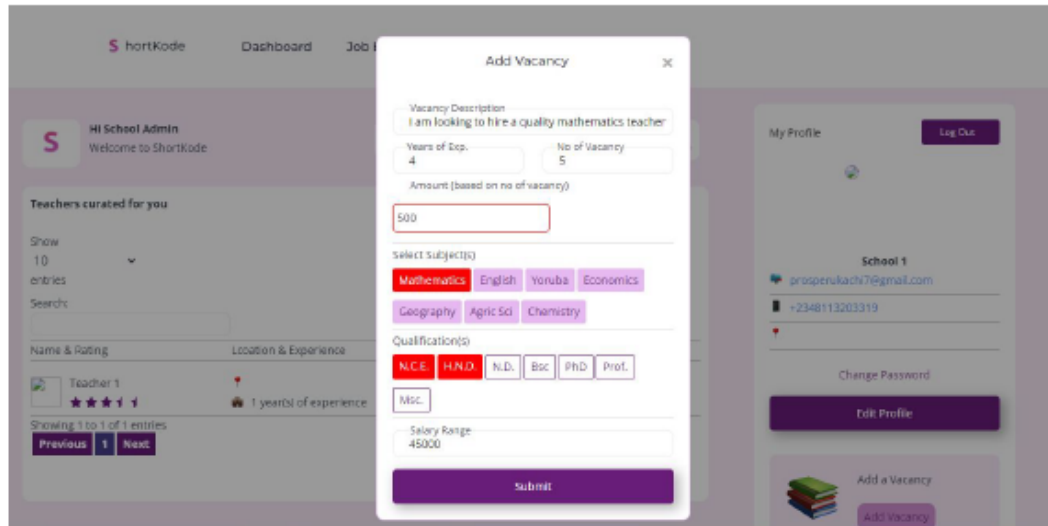 S hortKode
Dashboard
Job
Hi School Admin
Welcome to ShortKode
S
Teachers curated for you
Show
10
entries
Search:
Name & Rating
Location & Experience
Teacher 1
1 year(s) of experience
Showing 1 to 1 of 1 entries
Previous 1 Next
Add Vacancy
×
Vacancy Description
I am looking to hire a quality mathematics teacher
Years of Exp.
4
No of Vacancy
5
Amount (based on no of vacancy)
500
Select Subject(s)
Mathematics English Yoruba Economics
Geography Agric Sci Chemistry
Qualification(s)
N.C.E. H.N.D. N.D. Bsc PhD Prof.
Misc.
Salary Range
45000
Submit
My Profile
Log Out
School 1
prosperukachi7@gmail.com
+2348113203319
Change Password
Edit Profile
Add a Vacancy
Add Vacancy